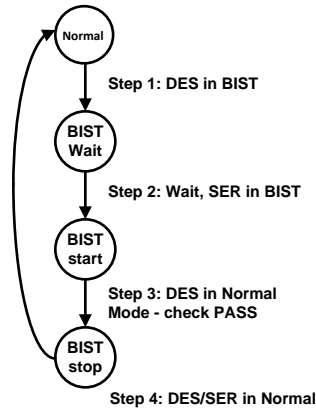 Normal
Step 1: DES in BIST
BIST
Wait
Step 2: Wait, SER in BIST
BIST
start
Step 3: DES in Normal
Mode - check PASS
BIST
stop
Step 4: DES/SER in Normal